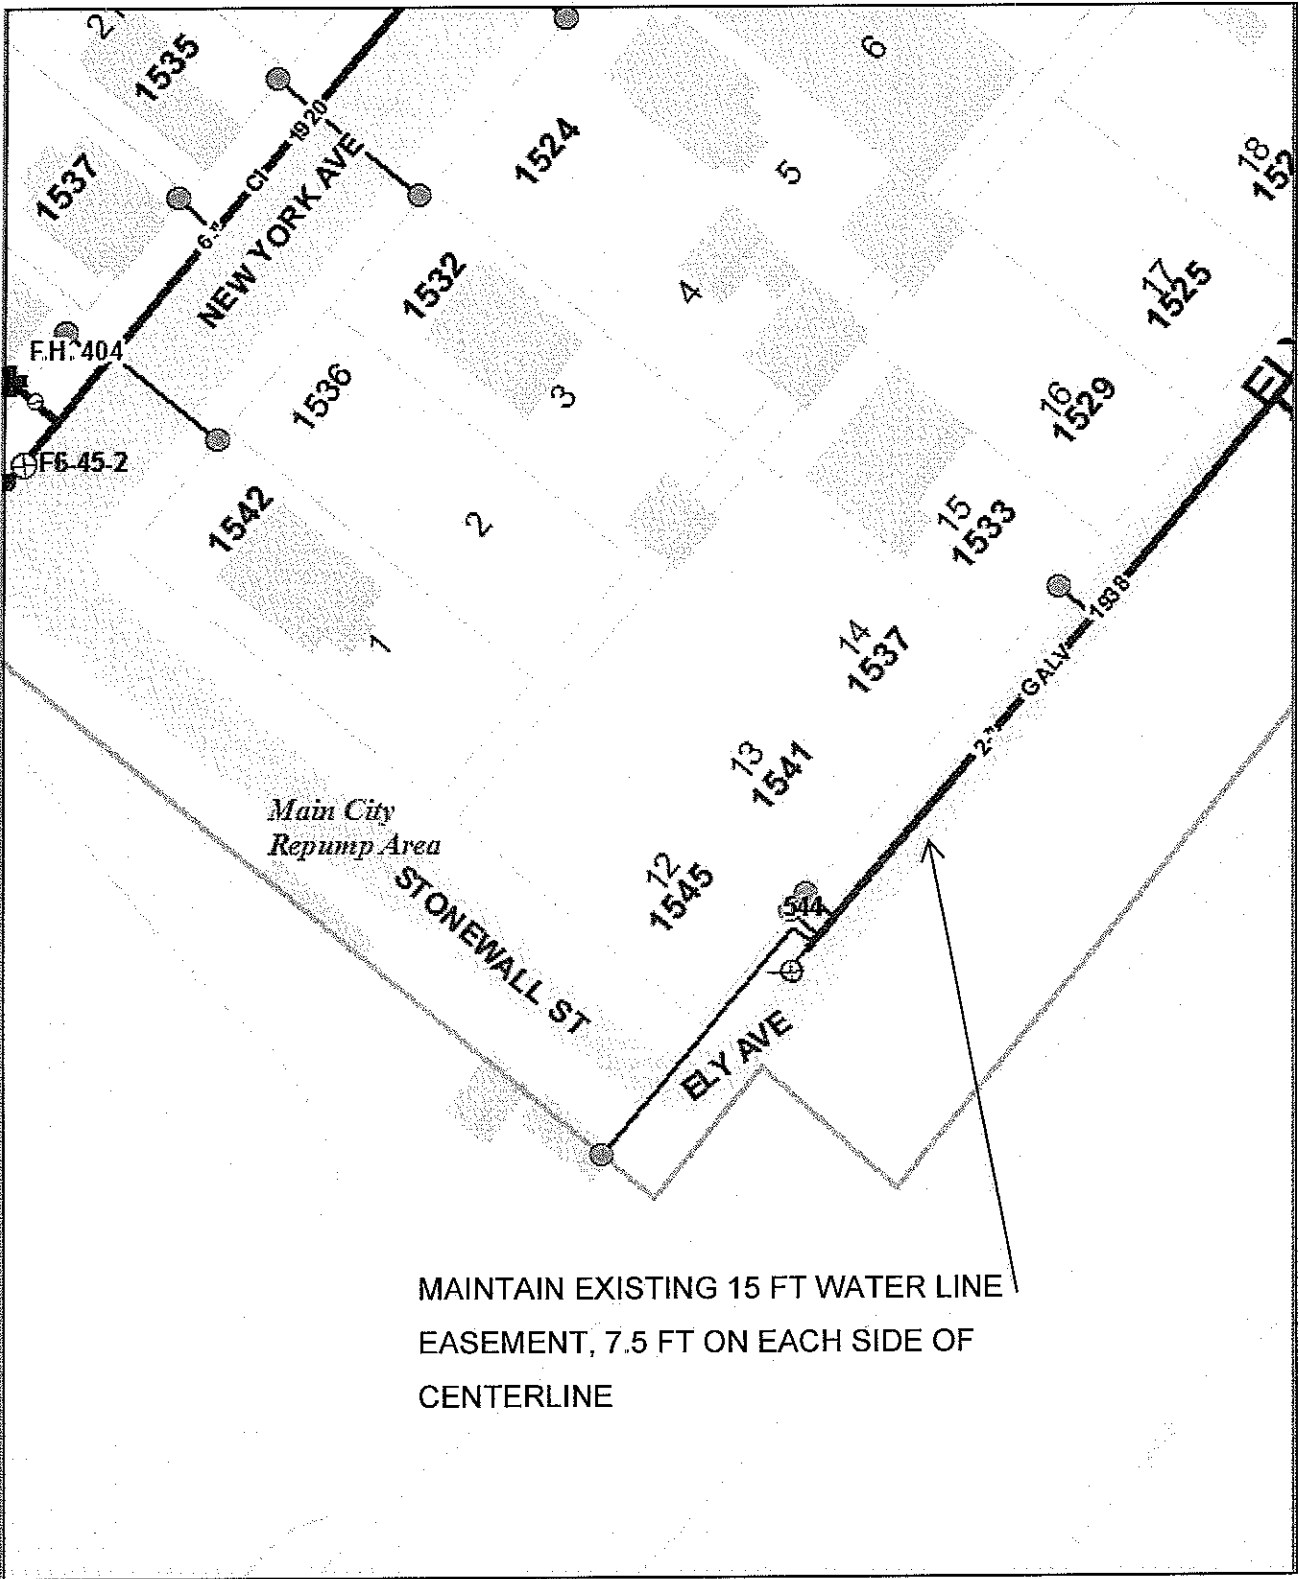 2
1535
6
1537
6" CI 1920
NEW YORK AVE
1524
5
18
1532
4
17
1525
F.H. 404
1536
3
16
1529
F6-45-2
1542
2
15
1533
1
14
1537
2" GALV 1938
13
1541
Main City
Repump Area
12
1545
544
STONEWALL ST
ELY AVE
MAINTAIN EXISTING 15 FT WATER LINE
EASEMENT, 7.5 FT ON EACH SIDE OF
CENTERLINE